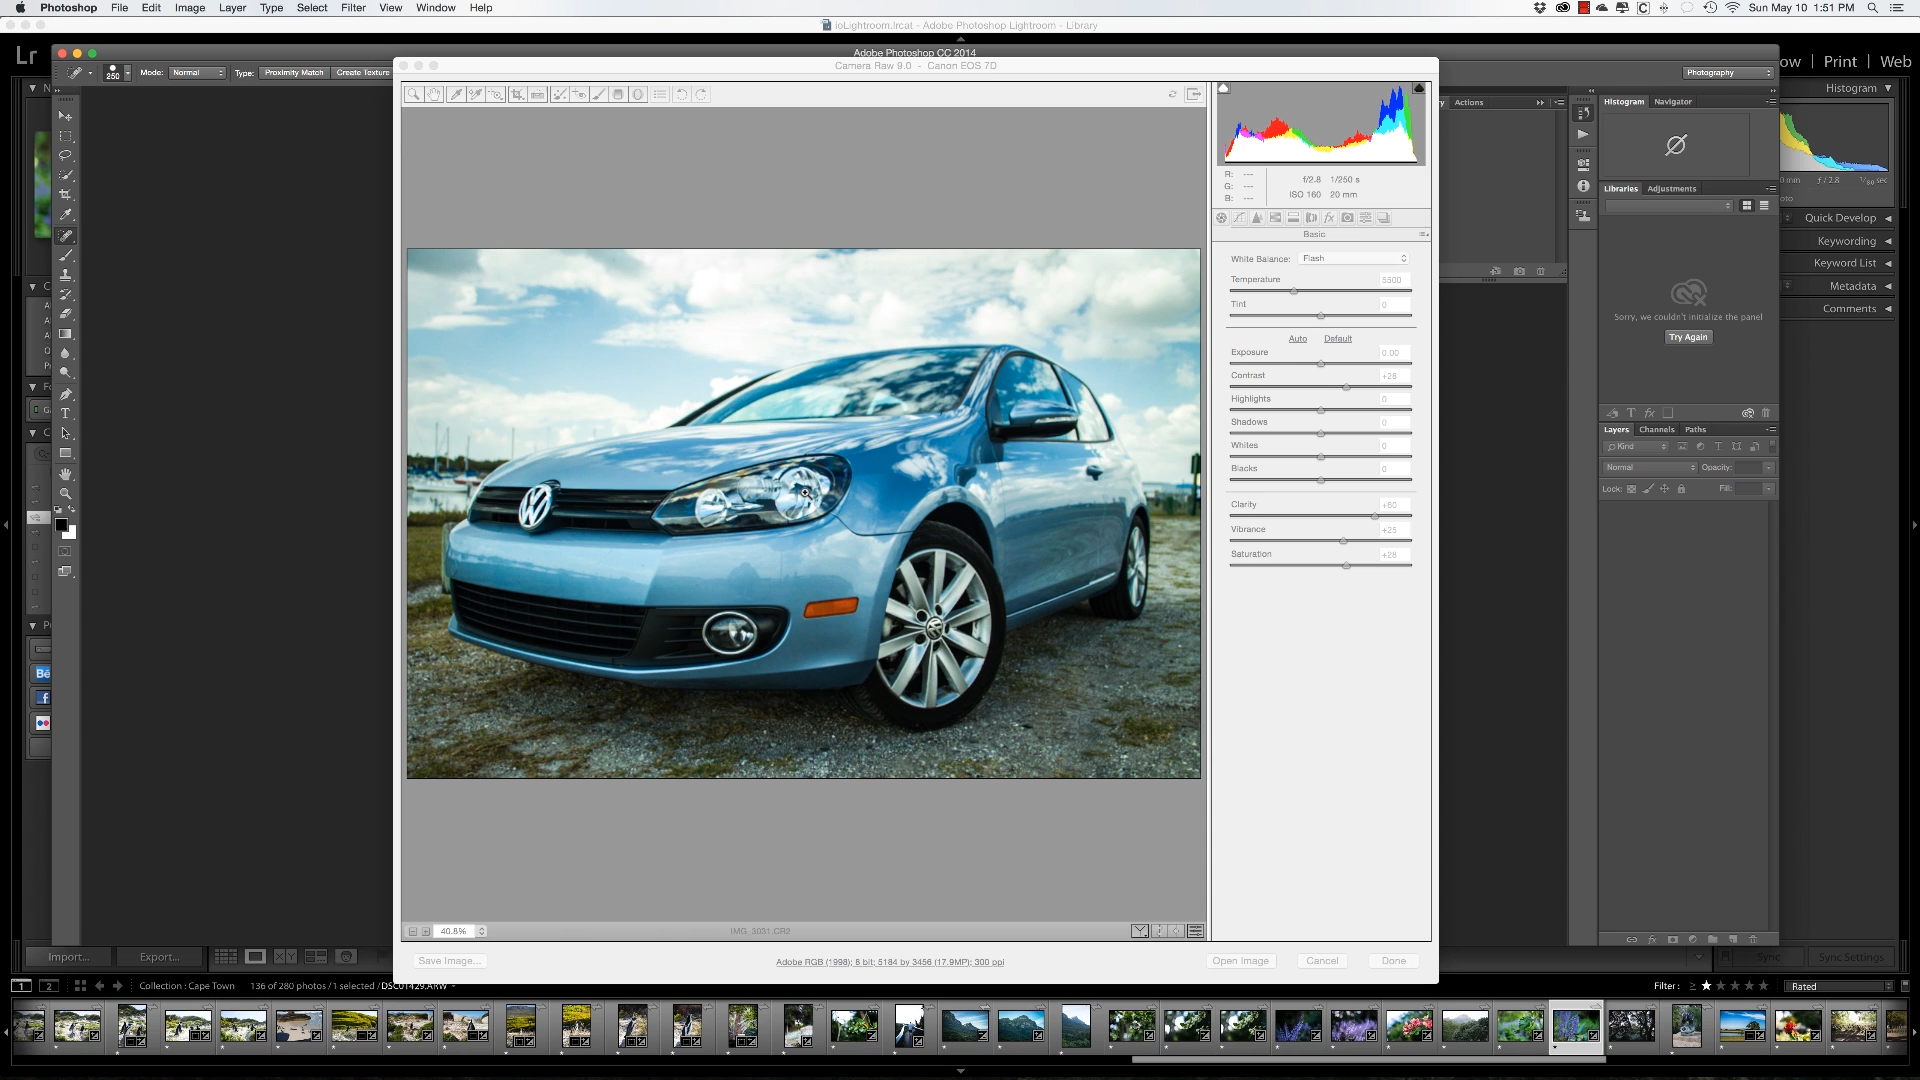 Photoshop File Edit Image Layer Type Select Filter View Window Help
Sun May 10 1:51 PM
ioLightroom.lrcat - Adobe Photoshop Lightroom - Library
Lr
Adobe Photoshop CC 2014
Print | Web
250 Mode: Normal Type: Proximity Match Create Texture
Camera Raw 9.0 - Canon EOS 7D
Photography
Histogram
Actions
Histogram Navigator
R: ---
G: ---
B: ---
f/2.8 1/250 s
ISO 160 20 mm
Libraries Adjustments
Quick Develop
Keywording
Keyword List
Metadata
Comments
Basic
White Balance: Flash
Temperature 5500
Tint 0
Auto Default
Exposure 0.00
Contrast +28
Highlights 0
Shadows 0
Whites 0
Blacks 0
Clarity +60
Vibrance +25
Saturation +28
Sorry, we couldn't initialize the panel
Try Again
Layers Channels Paths
Kind
Normal Opacity:
Lock: Fill:
40.8%
IMG_3031.CR2
Save Image...
Adobe RGB (1998); 8 bit; 5184 by 3456 (17.9MP); 300 ppi
Open Image Cancel Done
Import... Export...
Sync Sync Settings
1 2 Collection : Cape Town 136 of 280 photos / 1 selected / DSC01429.ARW
Filter : Rated